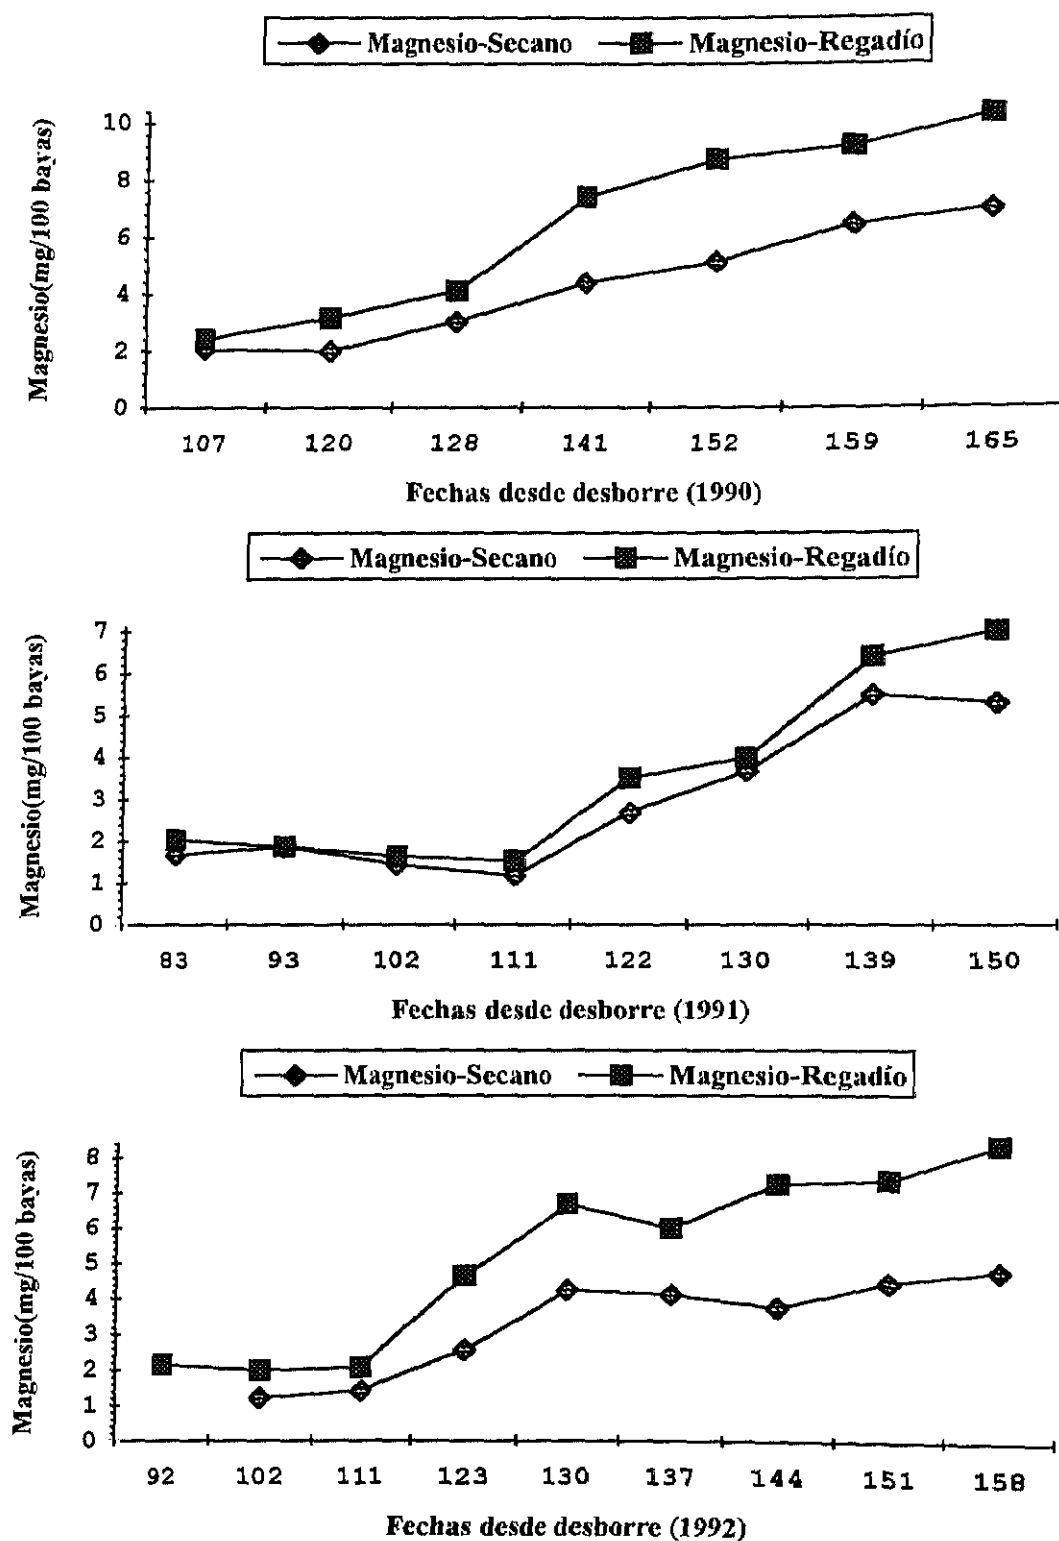 Magnesio-Secano Magnesio-Regadío
Magnesio(mg/100 bayas)
10
8
6
4
2
0
107 120 128 141 152 159 165
Fechas desde desborre (1990)
Magnesio-Secano Magnesio-Regadío
Magnesio(mg/100 bayas)
7
6
5
4
3
2
1
0
83 93 102 111 122 130 139 150
Fechas desde desborre (1991)
Magnesio-Secano Magnesio-Regadío
Magnesio(mg/100 bayas)
8
7
6
5
4
3
2
1
0
92 102 111 123 130 137 144 151 158
Fechas desde desborre (1992)